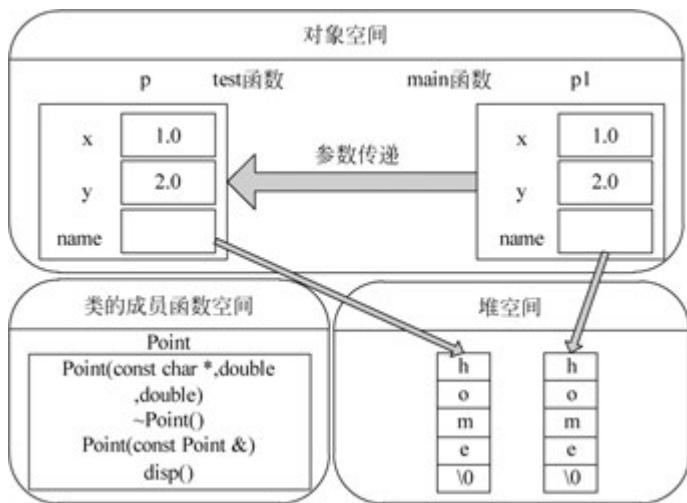 对象空间
p test函数 main函数 p1
x 1.0 参数传递 x 1.0
y 2.0 y 2.0
name name
类的成员函数空间 堆空间
Point
Point(const char *,double
,double)
~Point()
Point(const Point &)
disp()
h h
o o
m m
e e
\0 \0